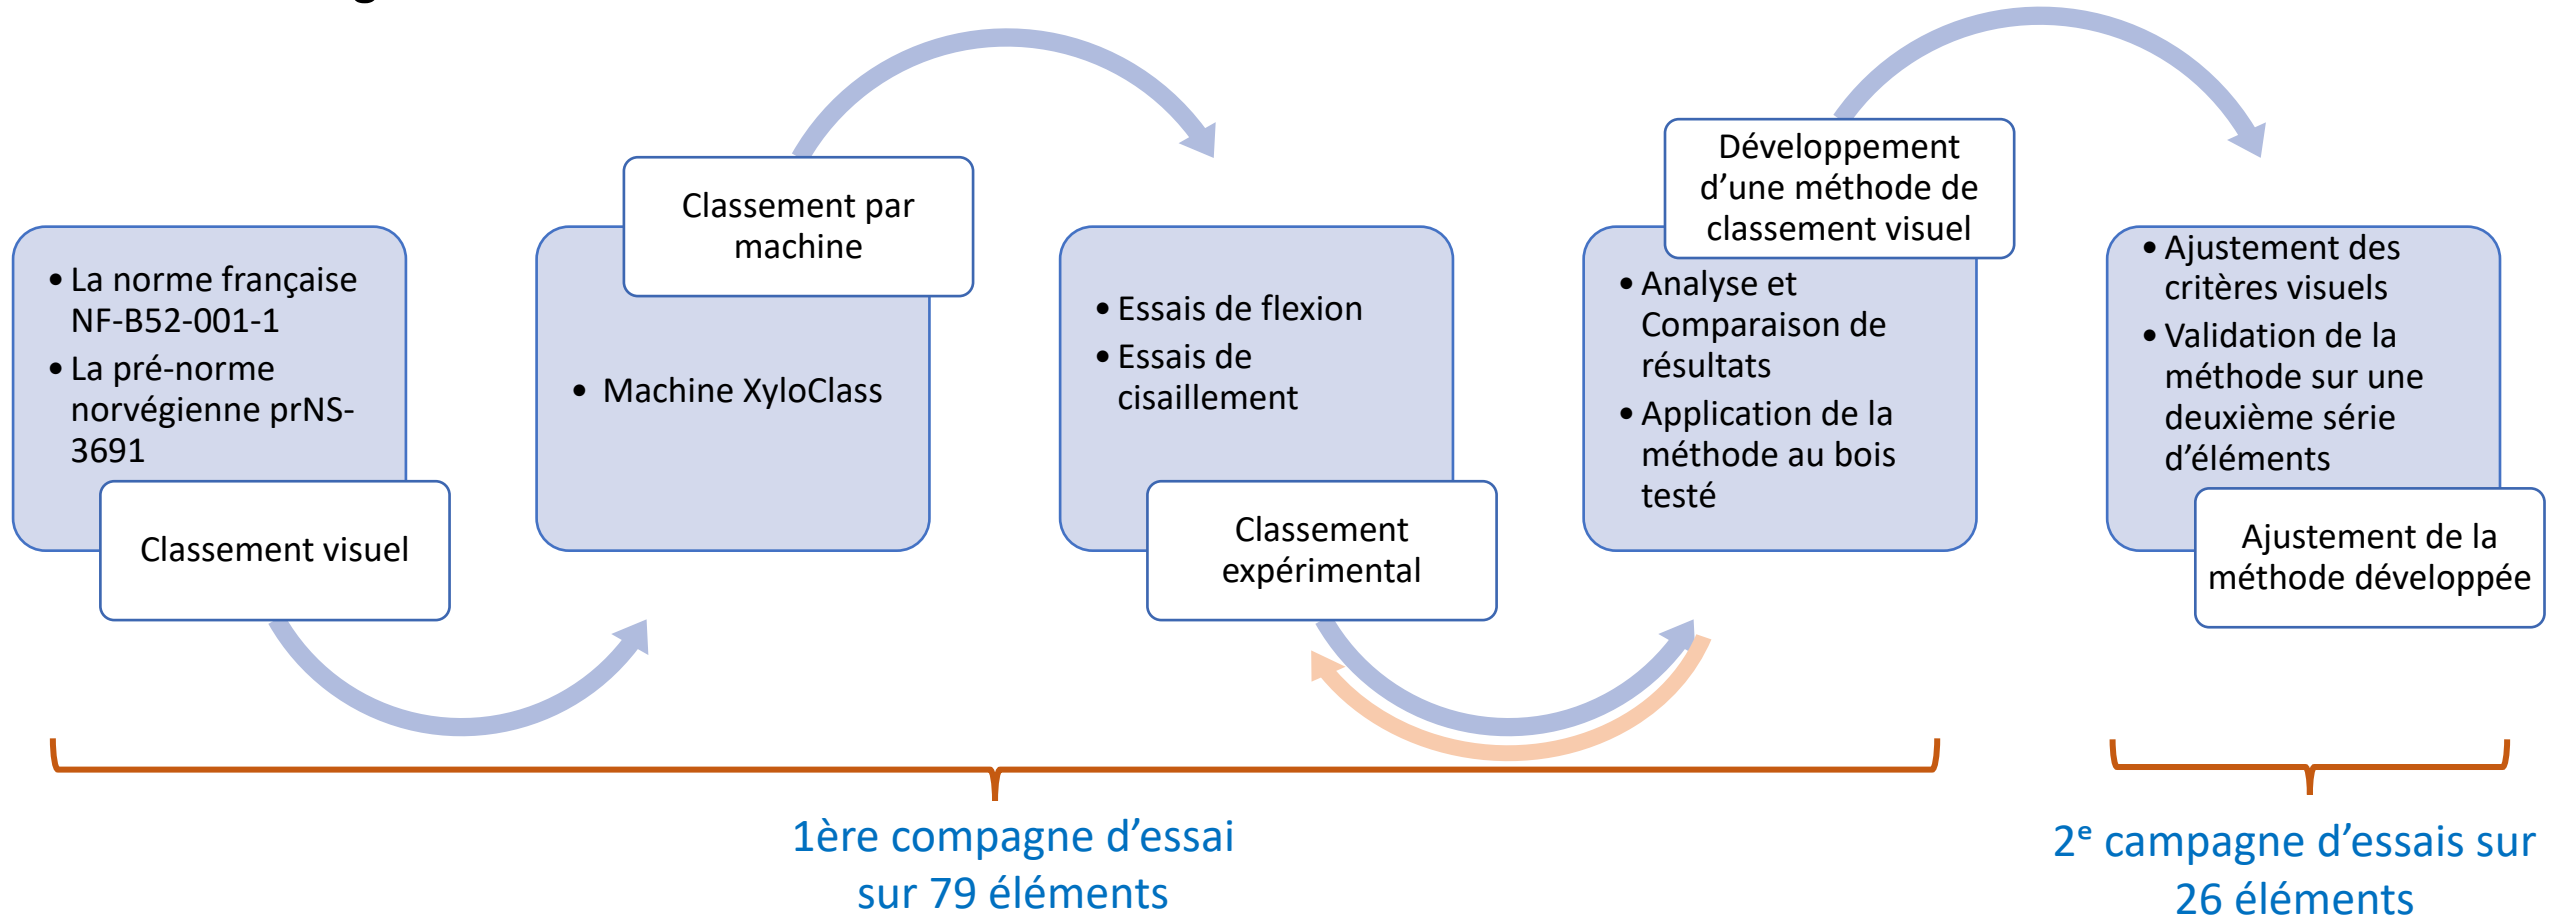 • La norme française
NF-B52-001-1
• La pré-norme
norvégienne prNS-
3691
Classement visuel
Classement par
machine
• Machine XyloClass
• Essais de flexion
• Essais de
cisaillement
Classement
expérimental
Développement
d’une méthode de
classement visuel
• Analyse et
Comparaison de
résultats
• Application de la
méthode au bois
testé
• Ajustement des
critères visuels
• Validation de la
méthode sur une
deuxième série
d’éléments
Ajustement de la
méthode développée
1ère compagne d’essai
sur 79 éléments
2ᵉ campagne d’essais sur
26 éléments